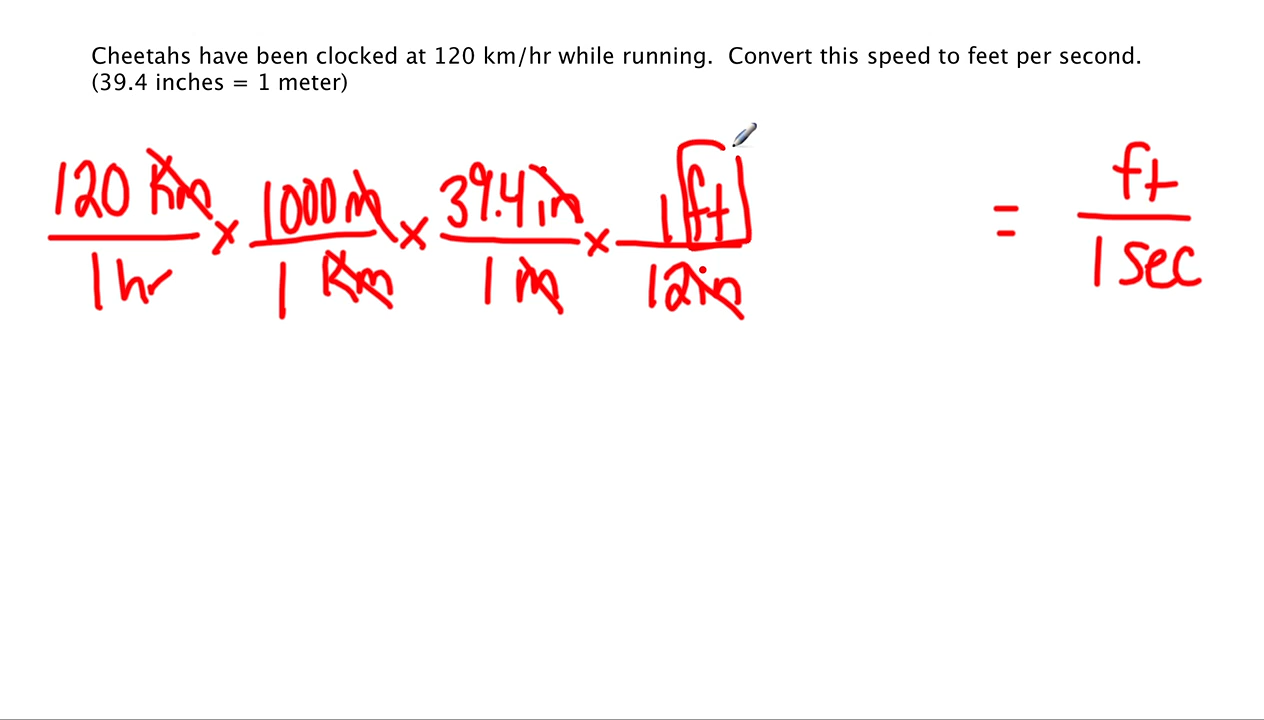 Cheetahs have been clocked at 120 km/hr while running.  Convert this speed to feet per second.
(39.4 inches = 1 meter)
120 Km × 1000 m × 39.4 in × 1 ft = ft
1 hr 1 Km 1 m 12 in 1 sec